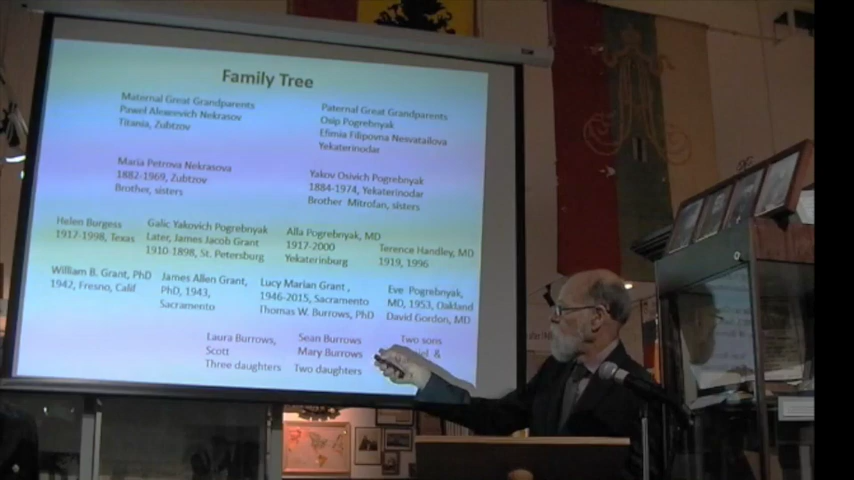 Family Tree
Maternal Great Grandparents
Pawel Alexeevich Nekrasov
Titania, Zubtzov
Paternal Great Grandparents
Osip Pogrebnyak
Efimia Filipovna Nesvatailova
Yekaterinodar
Maria Petrova Nekrasova
1882-1969, Zubtzov
Brother, sisters
Yakov Osivich Pogrebnyak
1884-1974, Yekaterinodar
Brother Mitrofan, sisters
Helen Burgess
1917-1998, Texas
Galic Yakovich Pogrebnyak
Later, James Jacob Grant
1910-1898, St. Petersburg
Alla Pogrebnyak, MD
1917-2000
Yekaterinburg
Terence Handley, MD
1919, 1996
William B. Grant, PhD
1942, Fresno, Calif
James Allen Grant,
PhD, 1943,
Sacramento
Lucy Marian Grant ,
1946-2015, Sacramento
Thomas W. Burrows, PhD
Eve Pogrebnyak,
MD, 1953, Oakland
David Gordon, MD
Laura Burrows,
Scott
Three daughters
Sean Burrows
Mary Burrows
Two daughters
Two sons
&